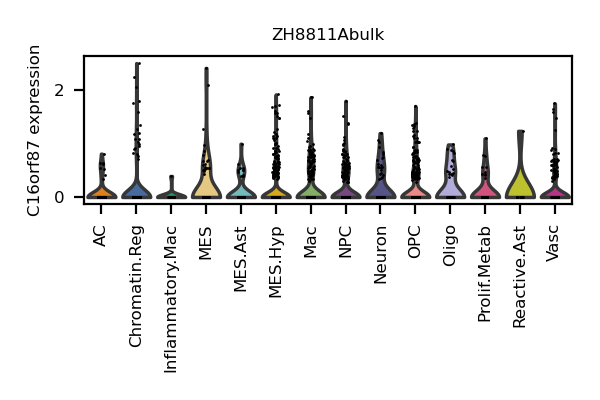 ZH8811Abulk
C16orf87 expression
2
0
AC
Chromatin.Reg
Inflammatory.Mac
MES
MES.Ast
MES.Hyp
Mac
NPC
Neuron
OPC
Oligo
Prolif.Metab
Reactive.Ast
Vasc